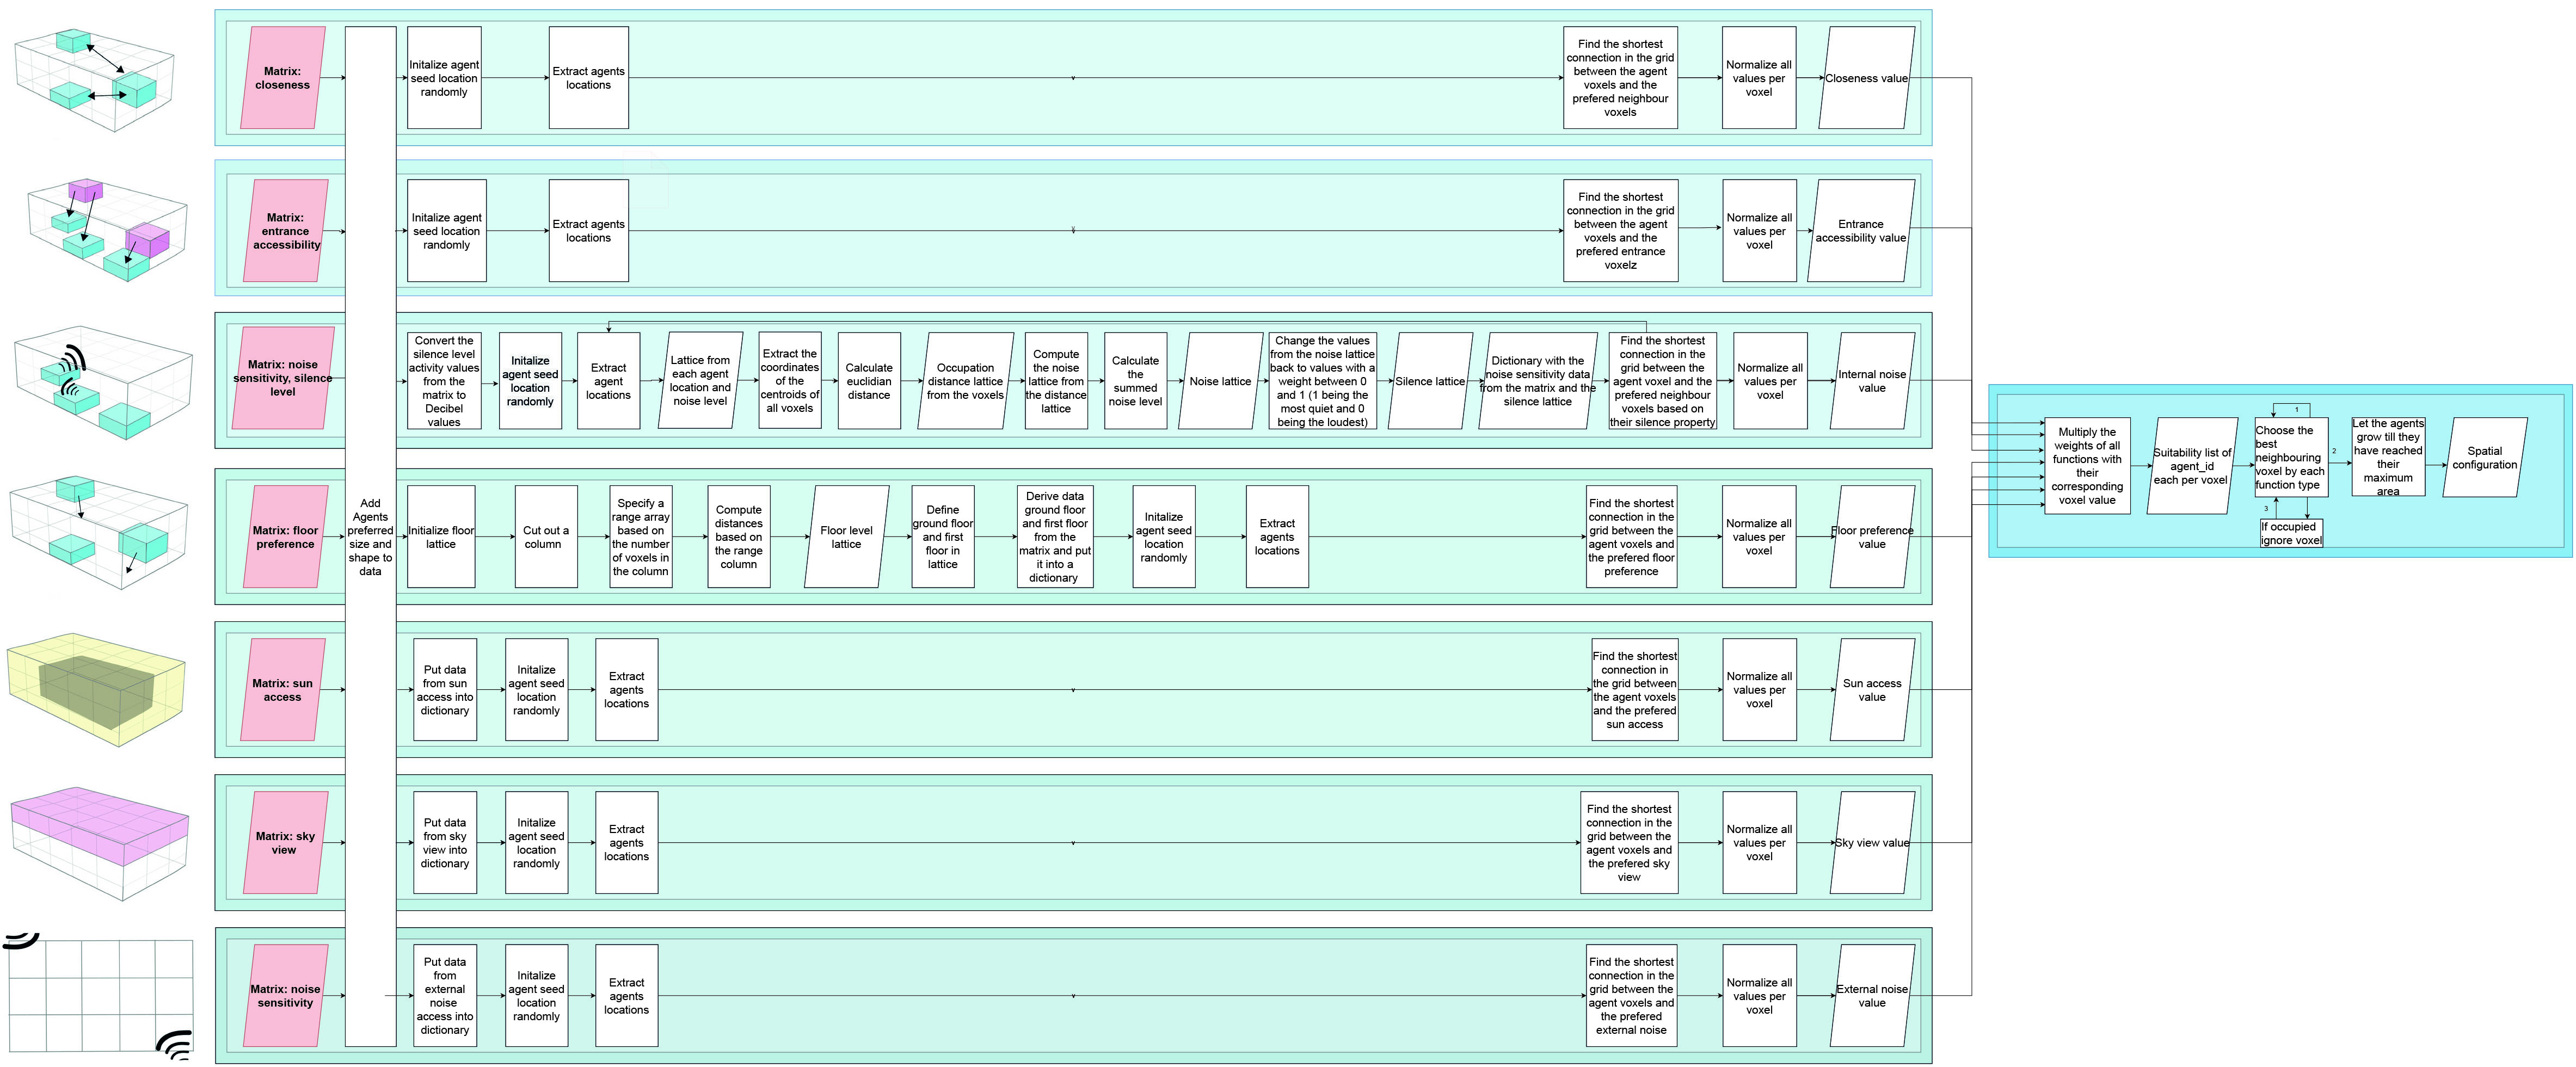 Matrix:
closeness
Initalize agent
seed location
randomly
Extract agents
locations
v
Find the shortest
connection in the grid
between the agent
voxels and the
prefered neighbour
voxels
Normalize all
values per
voxel
Closeness value
Matrix:
entrance
accessibility
Initalize agent
seed location
randomly
Extract agents
locations
Find the shortest
connection in the grid
between the agent
voxels and the
prefered entrance
voxelz
Normalize all
values per
voxel
Entrance
accessibility value
Matrix: noise
sensitivity, silence
level
Convert the
silence level
activity values
from the
matrix to
Decibel
values
Initalize
agent seed
location
randomly
Extract
agent
locations
Lattice from
each agent
location and
noise level
Extract the
coordinates
of the
centroids of
all voxels
Calculate
euclidian
distance
Occupation
distance lattice
from the voxels
Compute
the noise
lattice from
the distance
lattice
Calculate
the
summed
noise level
Noise lattice
Change the values
from the noise lattice
back to values with a
weight between 0
and 1 (1 being the
most quiet and 0
being the loudest)
Silence lattice
Dictionary with the
noise sensitivity data
from the matrix and the
silence lattice
Find the shortest
connection in the
grid between the
agent voxel and the
prefered neighbour
voxels based on
their silence property
Normalize all
values per
voxel
Internal noise
value
Add
Agents
preferred
size and
shape to
data
Matrix: floor
preference
Initialize floor
lattice
Cut out a
column
Specify a
range array
based on
the number
of voxels in
the column
Compute
distances
based on
the range
column
Floor level
lattice
Define
ground floor
and first
floor in
lattice
Derive data
ground floor
and first floor
from the
matrix and put
it into a
dictionary
Initalize
agent seed
location
randomly
Extract
agents
locations
Find the shortest
connection in the
grid between the
agent voxels and
the prefered floor
preference
Normalize all
values per
voxel
Floor preference
value
Matrix: sun
access
Put data
from sun
access into
dictionary
Initalize
agent seed
location
randomly
Extract
agents
locations
v
Find the shortest
connection in
the grid between
the agent voxels
and the prefered
sun access
Normalize all
values per
voxel
Sun access
value
Matrix: sky
view
Put data
from sky
view into
dictionary
Initalize
agent seed
location
randomly
Extract
agents
locations
v
Find the shortest
connection in the
grid between the
agent voxels and
the prefered sky
view
Normalize all
values per
voxel
Sky view value
Matrix: noise
sensitivity
Put data
from
external
noise
access into
dictionary
Initalize
agent seed
location
randomly
Extract
agents
locations
v
Find the shortest
connection in the
grid between the
agent voxels and
the prefered
external noise
Normalize all
values per
voxel
External noise
value
Multiply the
weights of all
functions with
their
corresponding
voxel value
Suitability list of
agent_id
each per voxel
1
Choose the
best
neighbouring
voxel by each
function type
2
3
If occupied
ignore voxel
Let the agents
grow till they
have reached
their
maximum
area
Spatial
configuration